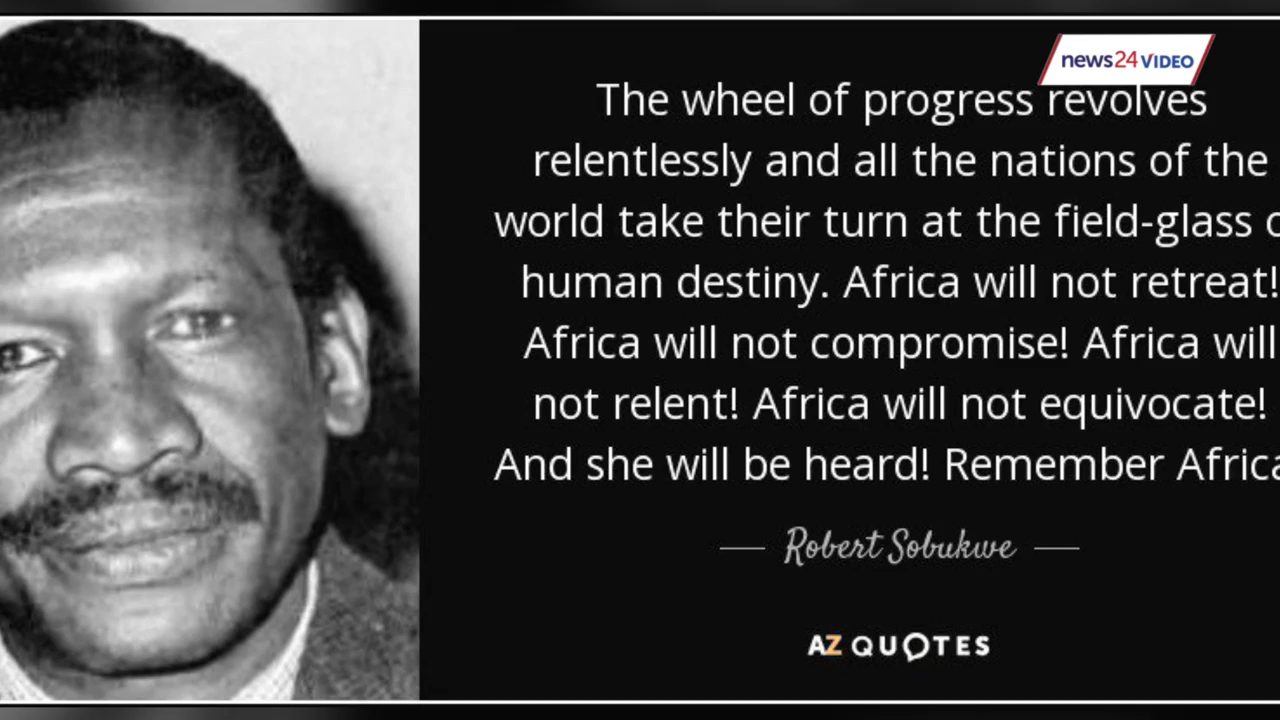 news24 VIDEO
The wheel of progress revolves
relentlessly and all the nations of the
world take their turn at the field-glass
human destiny. Africa will not retreat!
Africa will not compromise! Africa will
not relent! Africa will not equivocate!
And she will be heard! Remember Africa
Robert Sobukwe
AZ QUOTES